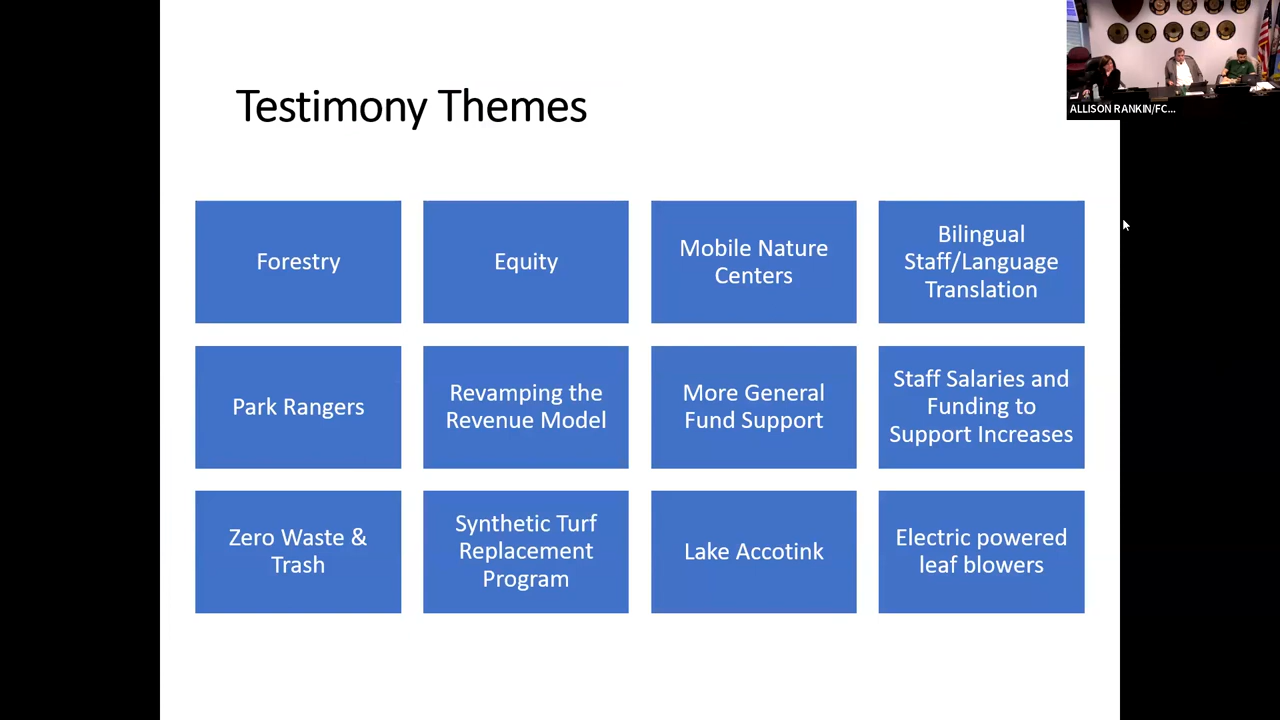 ALLISON RANKIN/FC...
Testimony Themes
Forestry
Equity
Mobile Nature
Centers
Bilingual
Staff/Language
Translation
Park Rangers
Revamping the
Revenue Model
More General
Fund Support
Staff Salaries and
Funding to
Support Increases
Zero Waste &
Trash
Synthetic Turf
Replacement
Program
Lake Accotink
Electric powered
leaf blowers